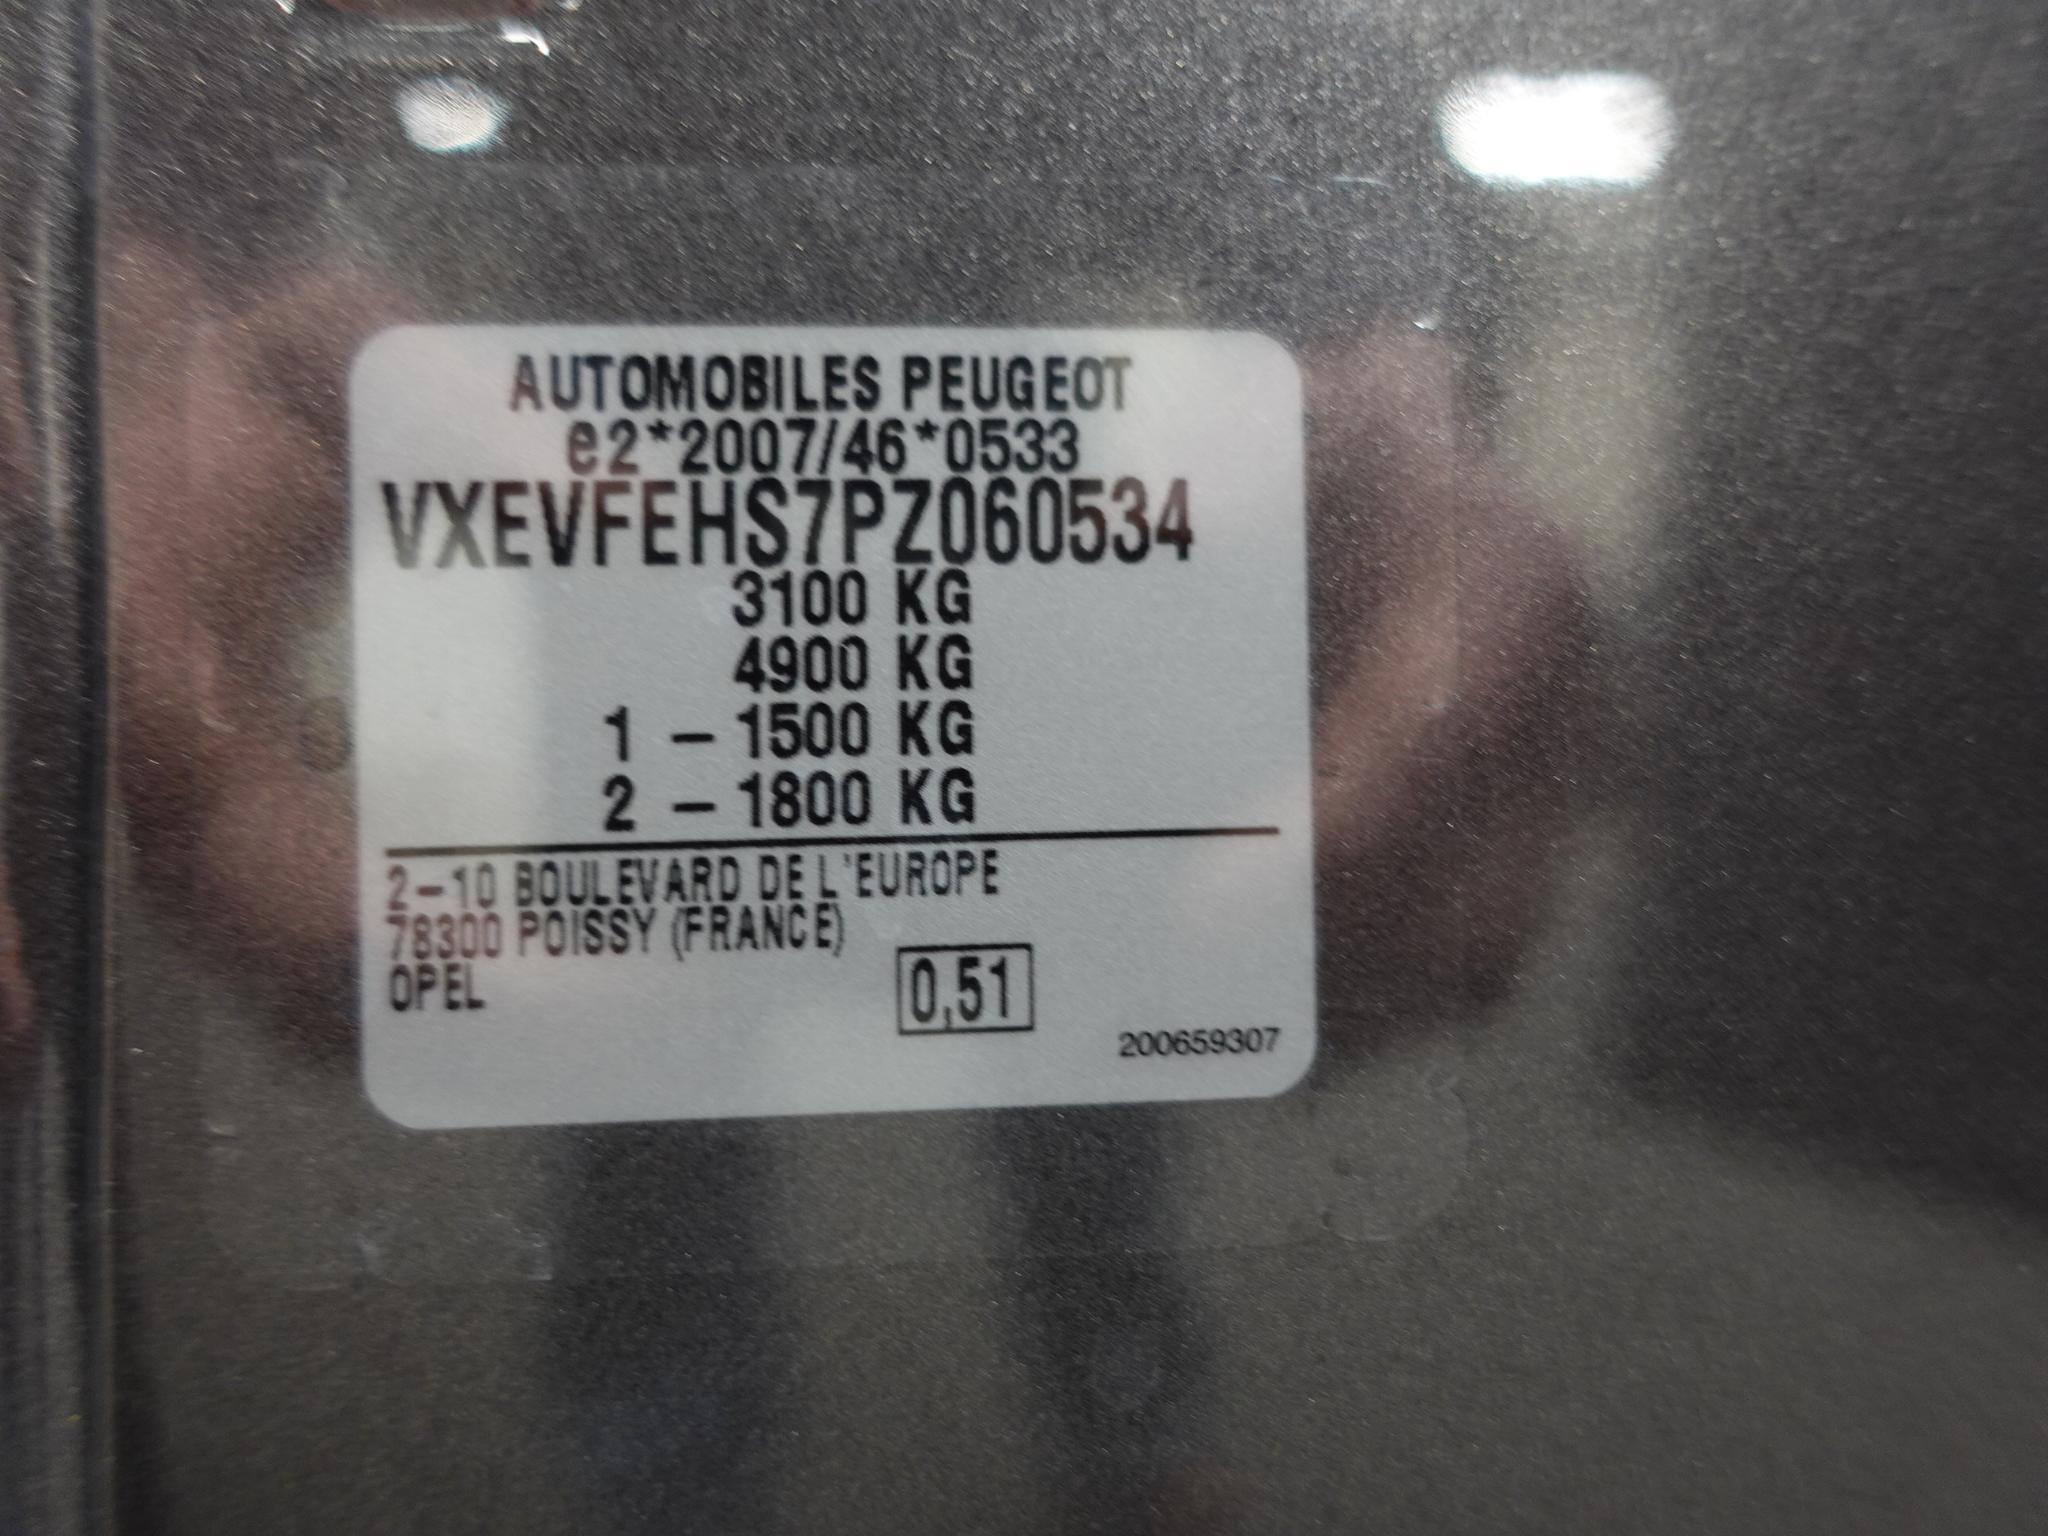 AUTOMOBILES PEUGEOT
e2*2007/46*0533
VXEVFEHS7PZ060534
3100 KG
4900 KG
1 - 1500 KG
2 - 1800 KG
2-10 BOULEVARD DE L'EUROPE
78300 POISSY (FRANCE)
OPEL
0,51
200659307